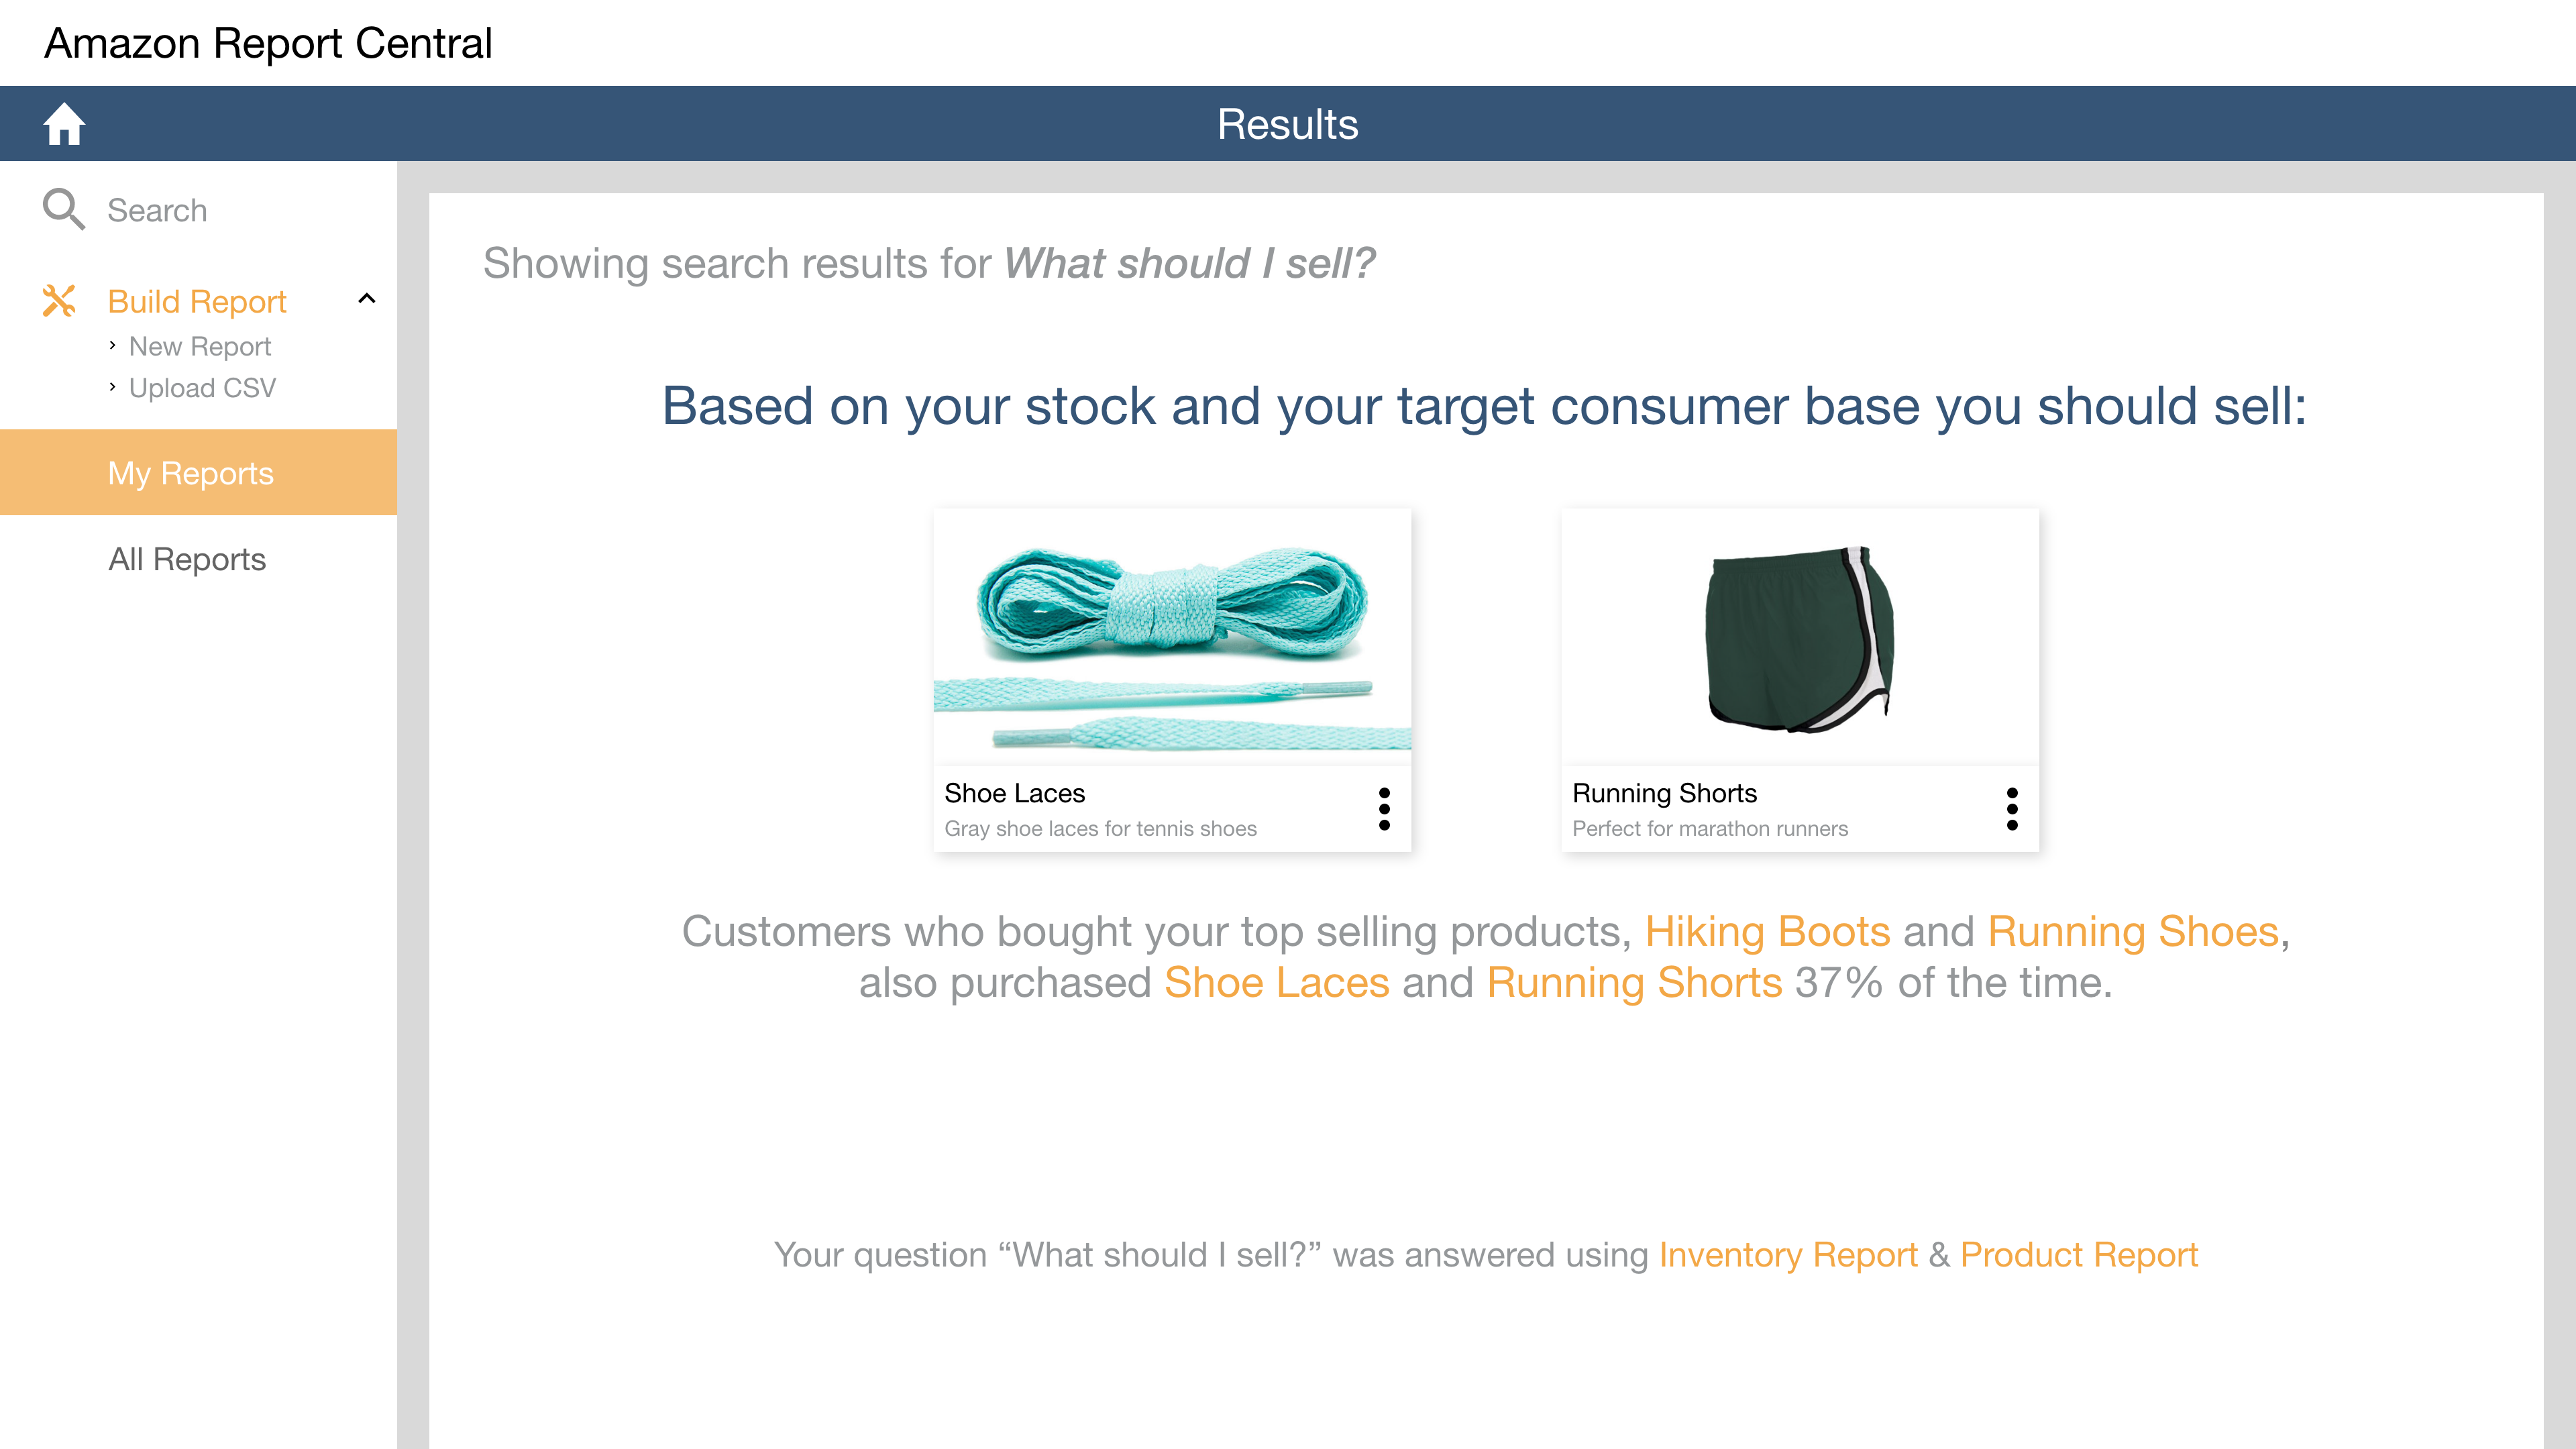 Amazon Report Central
Results
Search
Build Report
New Report
Upload CSV
My Reports
All Reports
Showing search results for What should I sell?
Based on your stock and your target consumer base you should sell:
Shoe Laces
Gray shoe laces for tennis shoes
Running Shorts
Perfect for marathon runners
Customers who bought your top selling products, Hiking Boots and Running Shoes,
also purchased Shoe Laces and Running Shorts 37% of the time.
Your question “What should I sell?” was answered using Inventory Report & Product Report